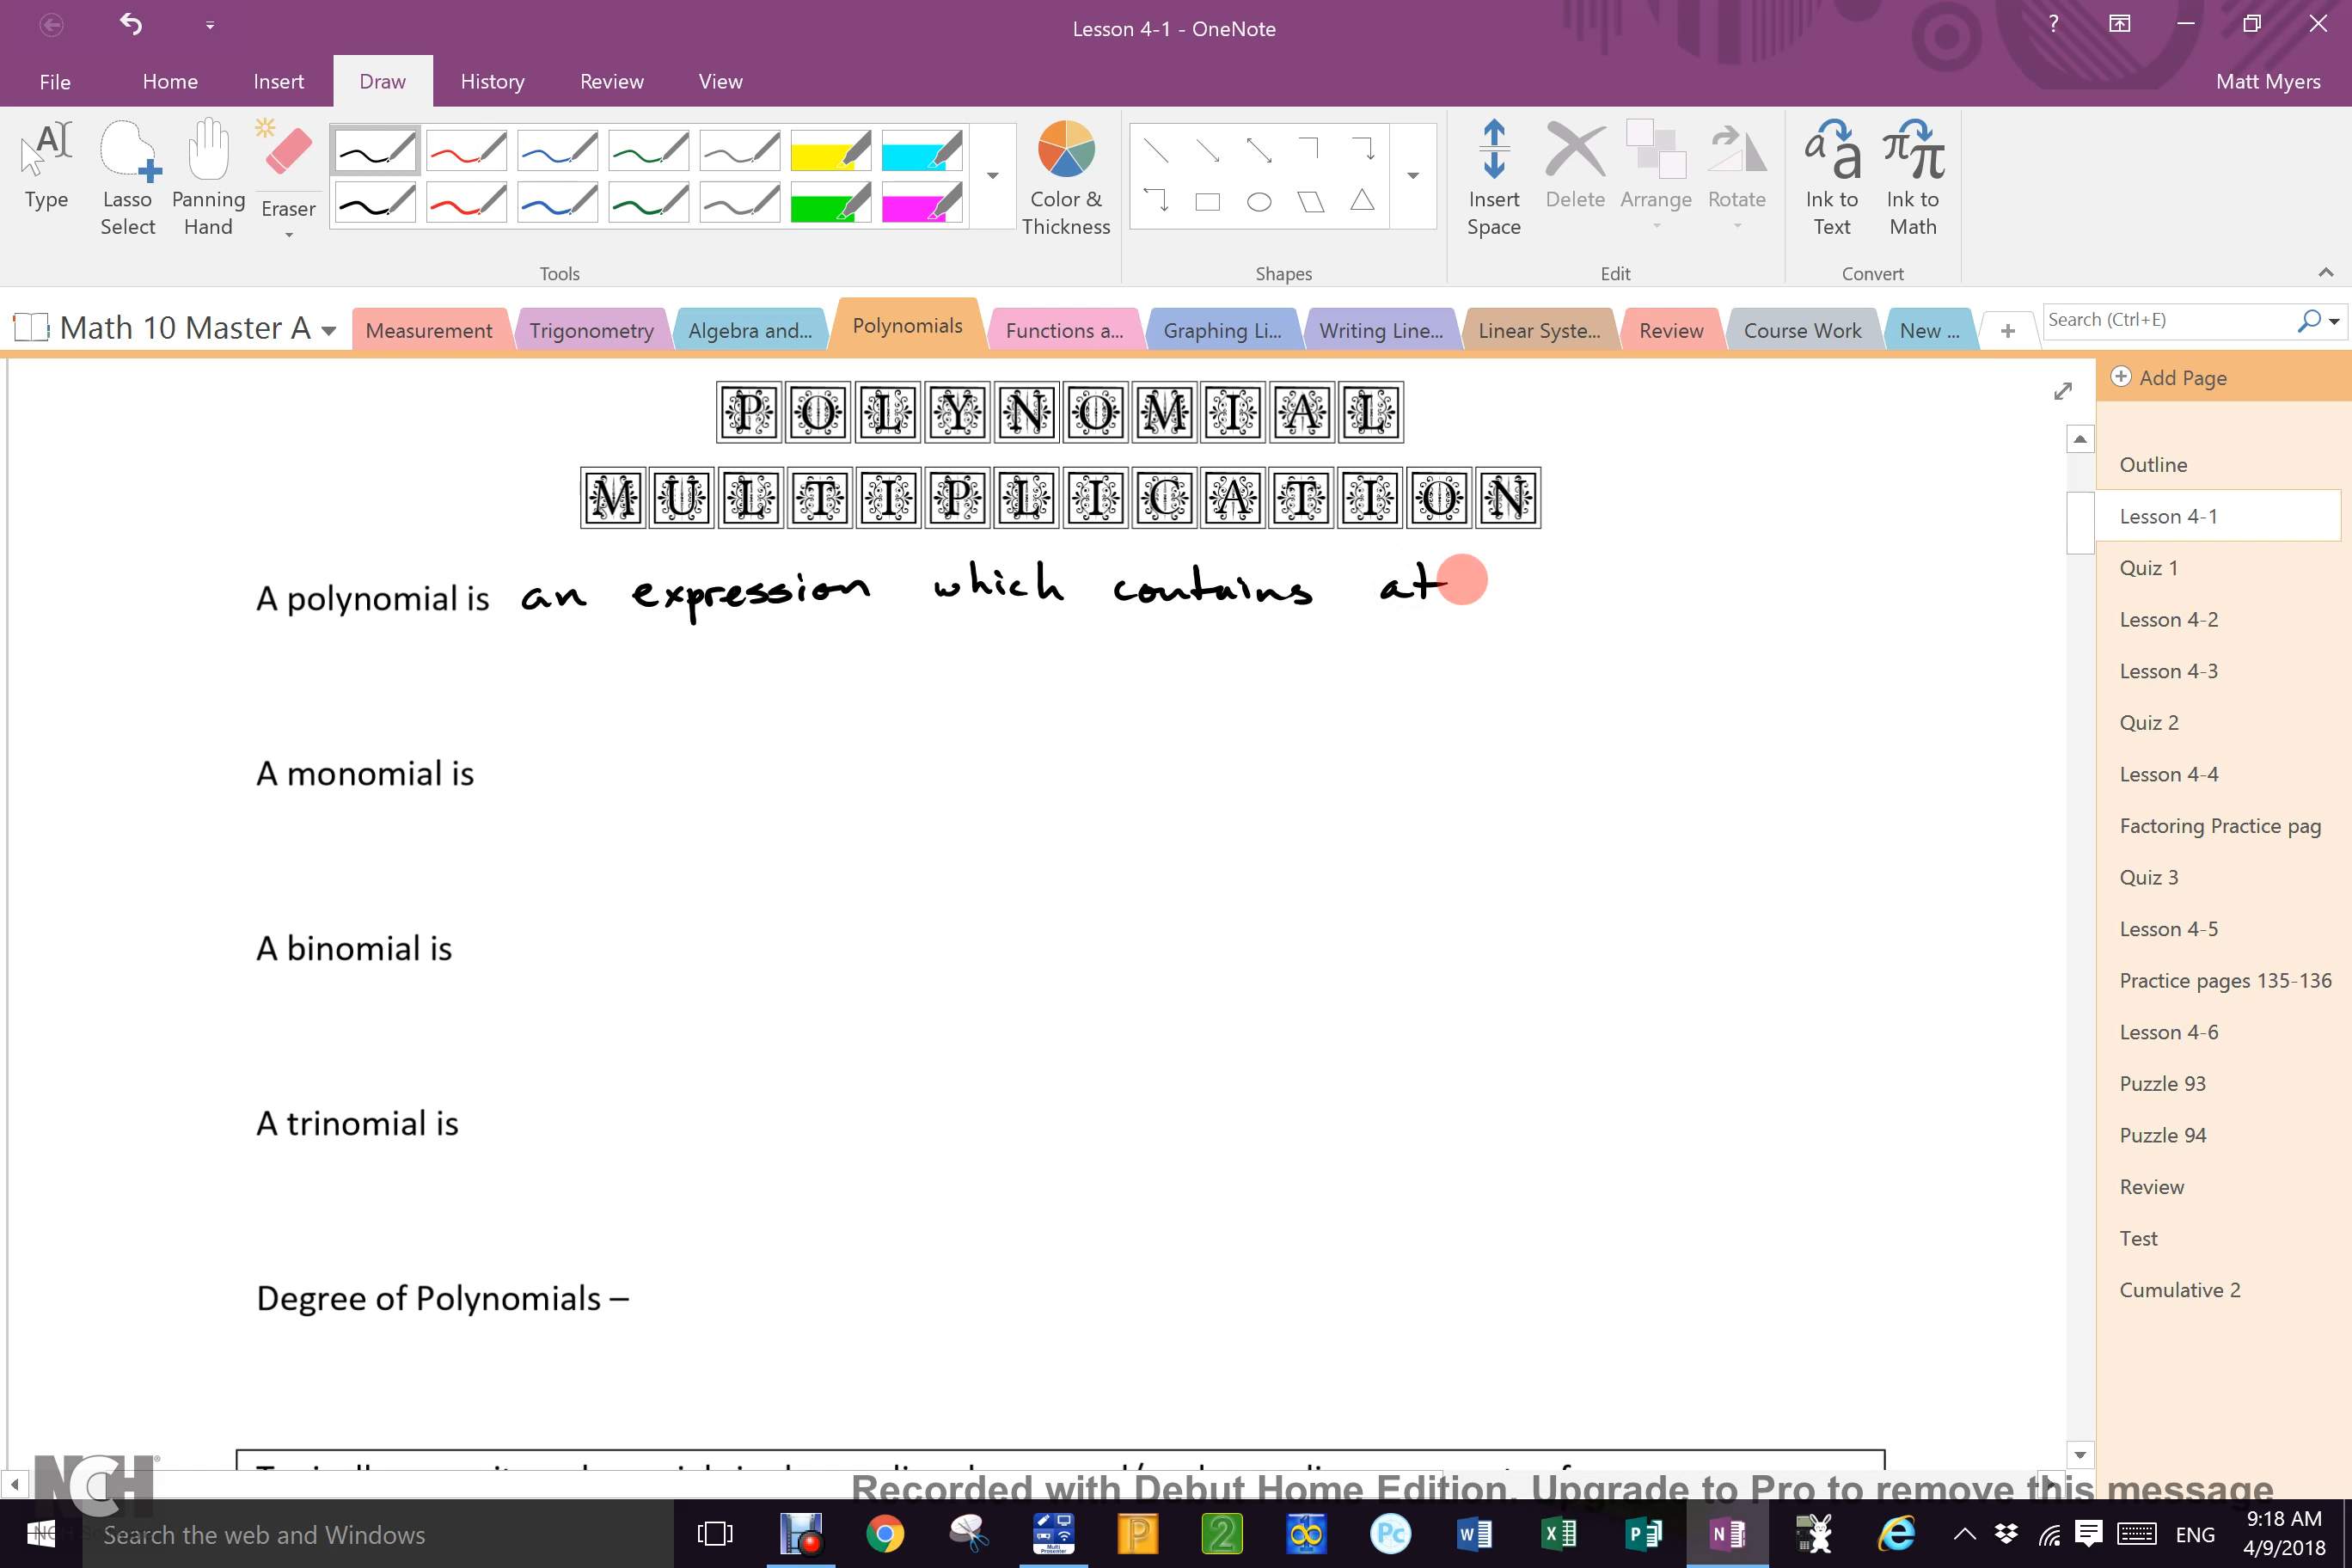 Lesson 4-1 - OneNote
?
File Home Insert Draw History Review View Matt Myers
Type Lasso Select Panning Hand Eraser Color & Thickness Insert Space Delete Arrange Rotate Ink to Text Ink to Math
Tools Shapes Edit Convert
Math 10 Master A Measurement Trigonometry Algebra and... Polynomials Functions a... Graphing Li... Writing Line... Linear Syste... Review Course Work New ... Search (Ctrl+E)
POLYNOMIAL
MULTIPLICATION
A polynomial is an expression which contains at
A monomial is
A binomial is
A trinomial is
Degree of Polynomials –
Add Page
Outline
Lesson 4-1
Quiz 1
Lesson 4-2
Lesson 4-3
Quiz 2
Lesson 4-4
Factoring Practice pag
Quiz 3
Lesson 4-5
Practice pages 135-136
Lesson 4-6
Puzzle 93
Puzzle 94
Review
Test
Cumulative 2
NCH
Recorded with Debut Home Edition. Upgrade to Pro to remove this message
Search the web and Windows
ENG
9:18 AM
4/9/2018